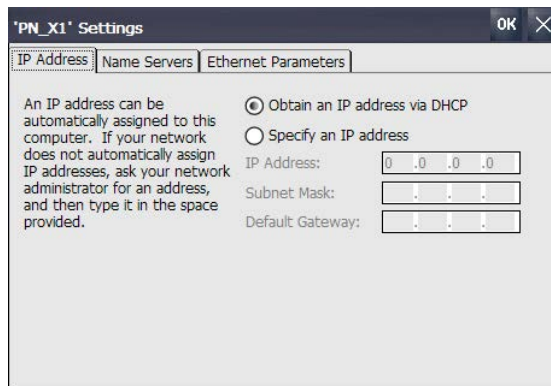 'PN_X1' Settings OK X
IP Address Name Servers Ethernet Parameters
An IP address can be
automatically assigned to this
computer. If your network
does not automatically assign
IP addresses, ask your network
administrator for an address,
and then type it in the space
provided.
Obtain an IP address via DHCP
Specify an IP address
IP Address: 0 .0 .0 .0
Subnet Mask: . . .
Default Gateway: . . .